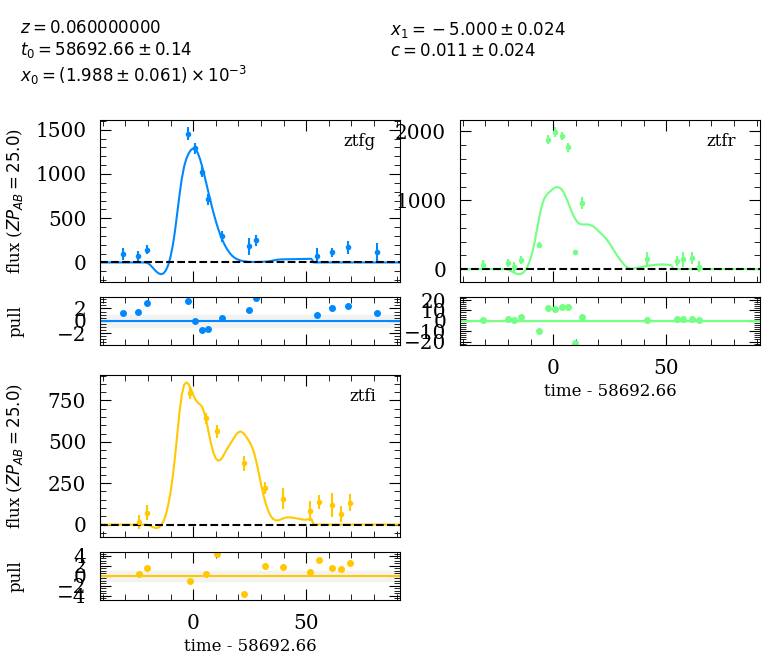 z = 0.060000000
t₀ = 58692.66 ± 0.14
x₀ = (1.988 ± 0.061) × 10⁻³
x₁ = −5.000 ± 0.024
c = 0.011 ± 0.024
ztfg
flux (ZP_AB = 25.0)
1500
1000
500
0
pull
2
0
−2
ztfr
2000
1000
0
20
10
0
−10
−20
0 50
time - 58692.66
ztfi
flux (ZP_AB = 25.0)
750
500
250
0
pull
4
2
0
−2
−4
0 50
time - 58692.66